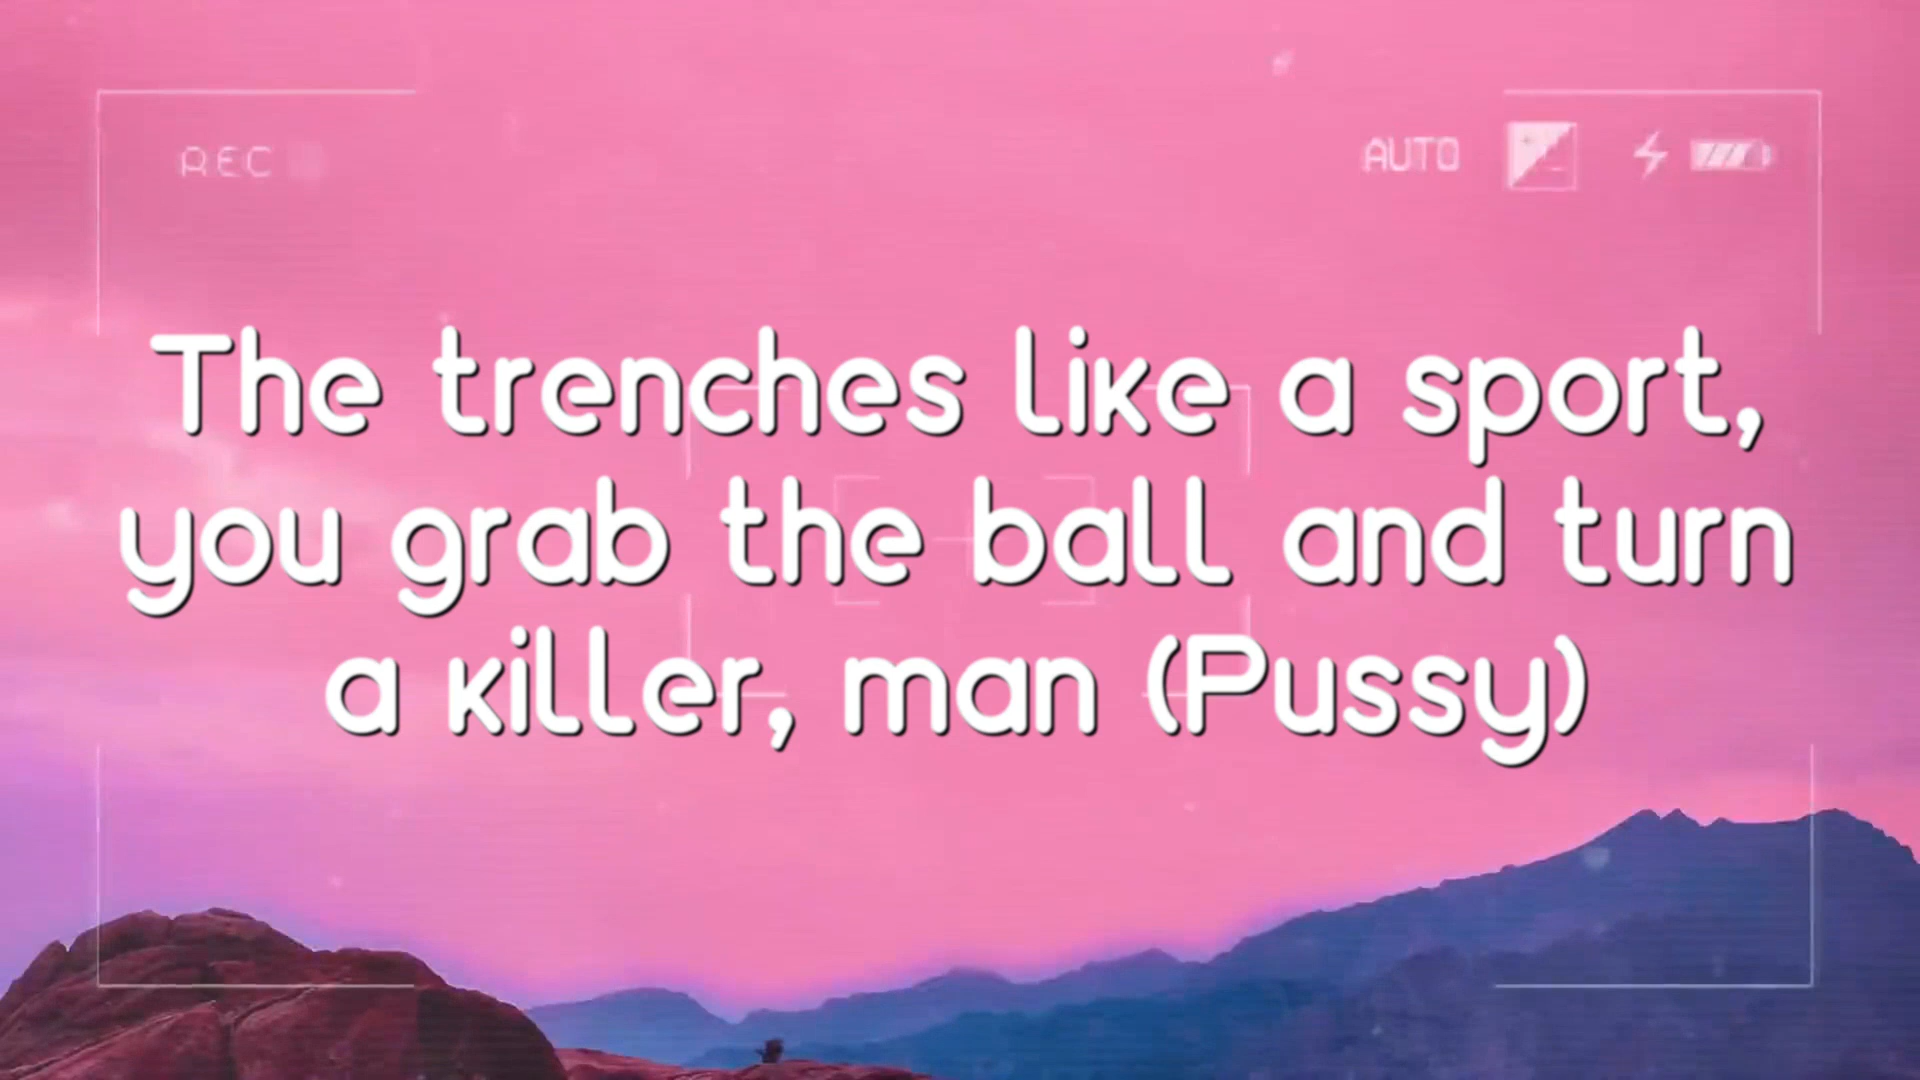 REC
AUTO
The trenches like a sport,
you grab the ball and turn
a killer, man (Pussy)